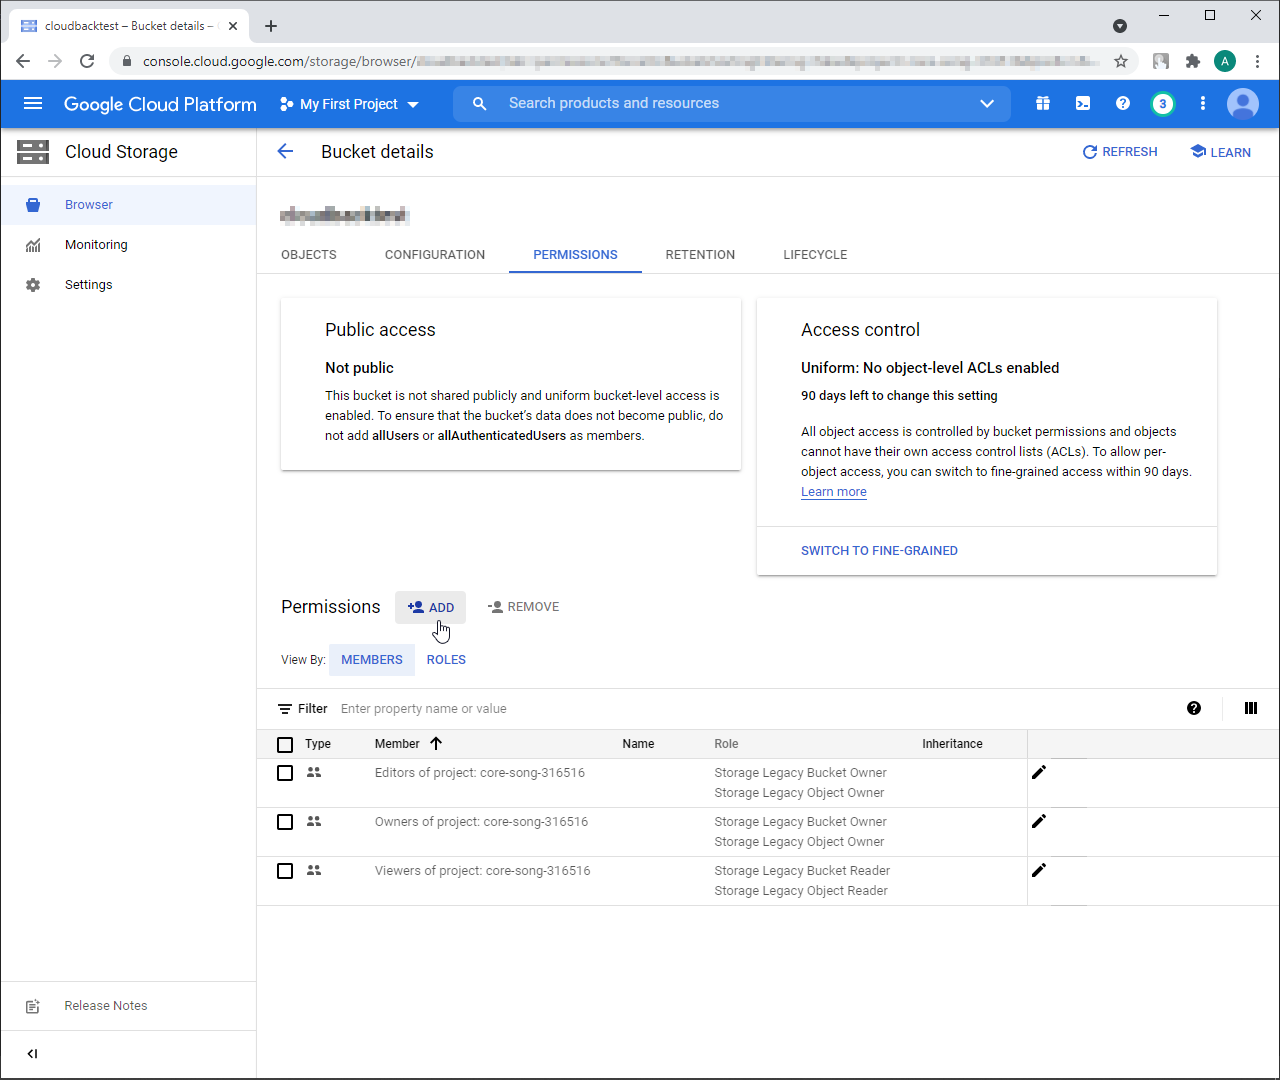 cloudbacktest – Bucket details –
console.cloud.google.com/storage/browser/
A
Google Cloud Platform
My First Project
Search products and resources
3
Cloud Storage
Bucket details
REFRESH
LEARN
Browser
Monitoring
Settings
OBJECTS
CONFIGURATION
PERMISSIONS
RETENTION
LIFECYCLE
Public access
Not public
This bucket is not shared publicly and uniform bucket-level access is
enabled. To ensure that the bucket’s data does not become public, do
not add allUsers or allAuthenticatedUsers as members.
Access control
Uniform: No object-level ACLs enabled
90 days left to change this setting
All object access is controlled by bucket permissions and objects
cannot have their own access control lists (ACLs). To allow per-
object access, you can switch to fine-grained access within 90 days.
Learn more
SWITCH TO FINE-GRAINED
Permissions
ADD
REMOVE
View By:
MEMBERS
ROLES
Filter
Enter property name or value
Type
Member
Name
Role
Inheritance
Editors of project: core-song-316516
Storage Legacy Bucket Owner
Storage Legacy Object Owner
Owners of project: core-song-316516
Storage Legacy Bucket Owner
Storage Legacy Object Owner
Viewers of project: core-song-316516
Storage Legacy Bucket Reader
Storage Legacy Object Reader
Release Notes